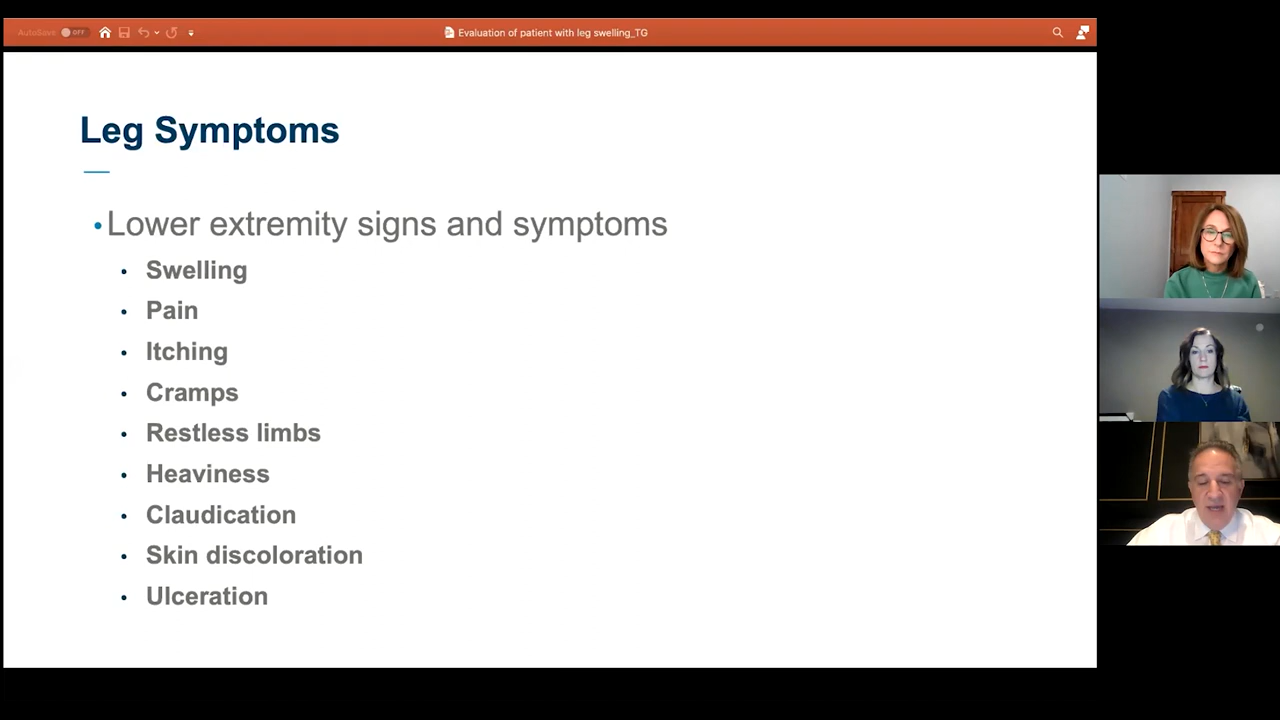 AutoSave OFF
Evaluation of patient with leg swelling_TG
Leg Symptoms
•Lower extremity signs and symptoms
• Swelling
• Pain
• Itching
• Cramps
• Restless limbs
• Heaviness
• Claudication
• Skin discoloration
• Ulceration